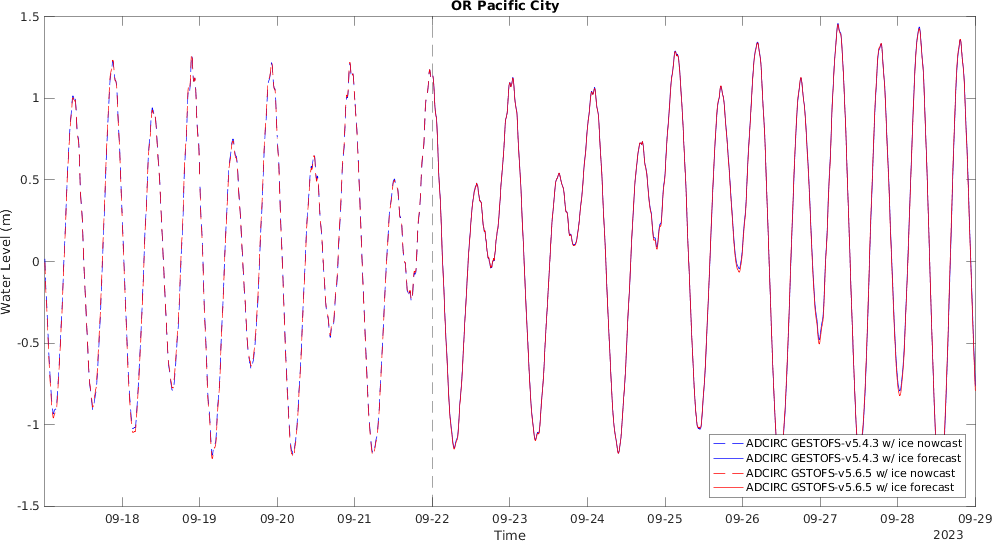 OR Pacific City
1.5
1
0.5
0
-0.5
-1
-1.5
Water Level (m)
ADCIRC GESTOFS-v5.4.3 w/ ice nowcast
ADCIRC GESTOFS-v5.4.3 w/ ice forecast
ADCIRC GSTOFS-v5.6.5 w/ ice nowcast
ADCIRC GSTOFS-v5.6.5 w/ ice forecast
09-18 09-19 09-20 09-21 09-22 09-23 09-24 09-25 09-26 09-27 09-28 09-29
Time
2023